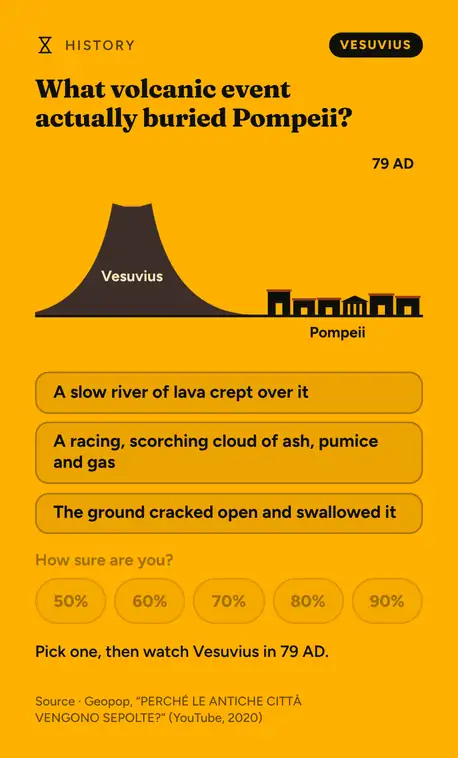 HISTORY
VESUVIUS
What volcanic event
actually buried Pompeii?
79 AD
Vesuvius
Pompeii
A slow river of lava crept over it
A racing, scorching cloud of ash, pumice
and gas
The ground cracked open and swallowed it
How sure are you?
50% 60% 70% 80% 90%
Pick one, then watch Vesuvius in 79 AD.
Source · Geopop, "PERCHÉ LE ANTICHE CITTÀ
VENGONO SEPOLTE?" (YouTube, 2020)